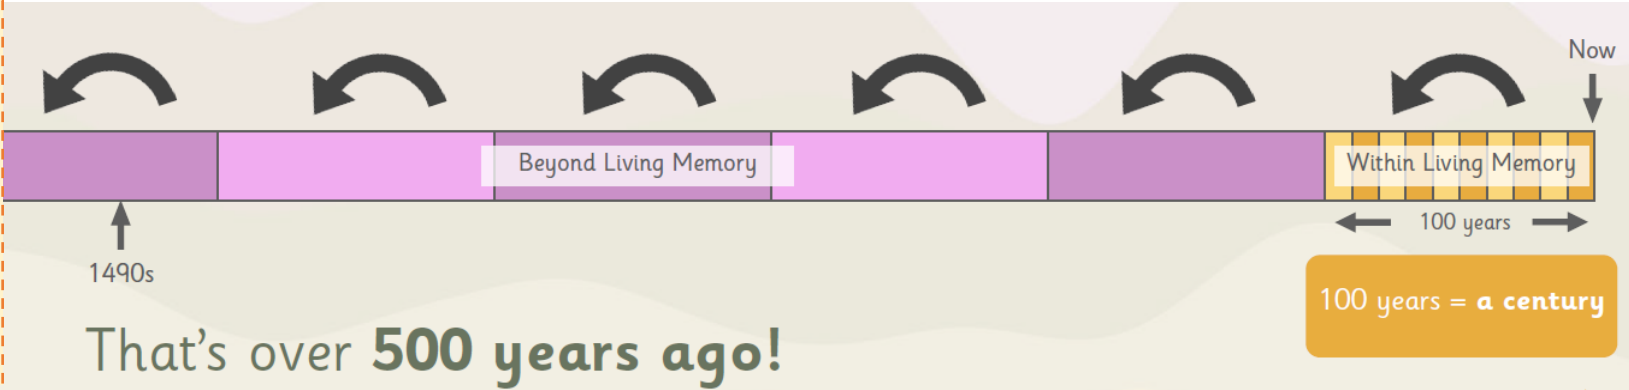 Now
Beyond Living Memory
Within Living Memory
100 years
1490s
100 years = a century
That's over 500 years ago!